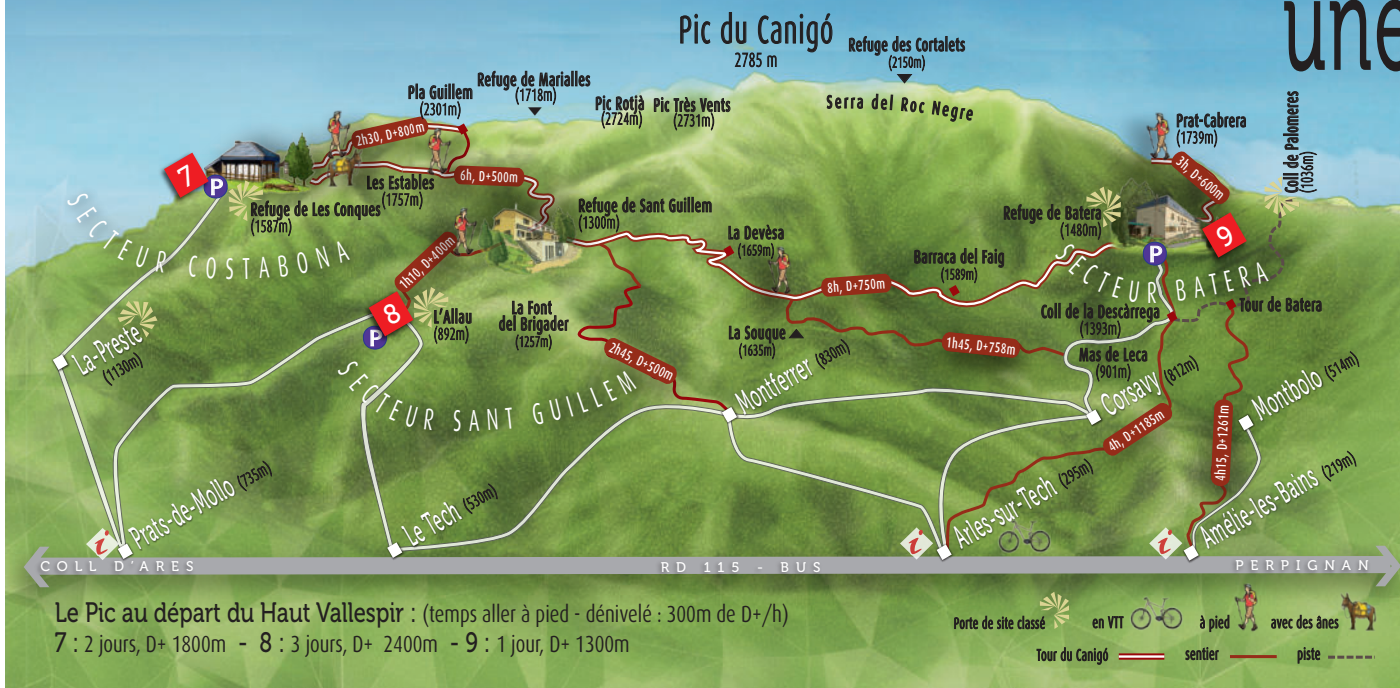 une
Pic du Canigó
2785 m
Refuge des Cortalets
(2150m)
Refuge de Marialles
(1718m)
Pla Guillem
(2301m)
Pic Rotjà
(2724m)
Pic Très Vents
(2731m)
Serra del Roc Negre
Prat-Cabrera
(1739m)
Coll de Palomeres
(1036m)
2h30, D+800m
3h, D+600m
7
P
6h, D+500m
Les Estables
(1757m)
Refuge de Les Conques
(1587m)
SECTEUR COSTABONA
Refuge de Sant Guillem
(1300m)
La Devèsa
(1659m)
Refuge de Batera
(1480m)
9
P
SECTEUR BATERA
Barraca del Faig
(1589m)
1h10, D+400m
8h, D+750m
8
P
L'Allau
(892m)
La Font
del Brigader
(1257m)
Coll de la Descàrrega
(1393m)
Tour de Batera
La Souque
(1635m)
1h45, D+758m
Mas de Leca
(901m)
La-Preste
(1130m)
2h45, D+500m
SECTEUR SANT GUILLEM
Montferrer (830m)
Corsavy (812m)
Montbolo (514m)
4h, D+1185m
4h15, D+1261m
Prats-de-Mollo (735m)
Le Tech (530m)
Arles-sur-Tech (295m)
Amélie-les-Bains (219m)
i
i
i
COLL D'ARES
RD 115 - BUS
PERPIGNAN
Le Pic au départ du Haut Vallespir : (temps aller à pied - dénivelé : 300m de D+/h)
7 : 2 jours, D+ 1800m - 8 : 3 jours, D+ 2400m - 9 : 1 jour, D+ 1300m
Porte de site classé
en VTT
à pied
avec des ânes
Tour du Canigó
sentier
piste